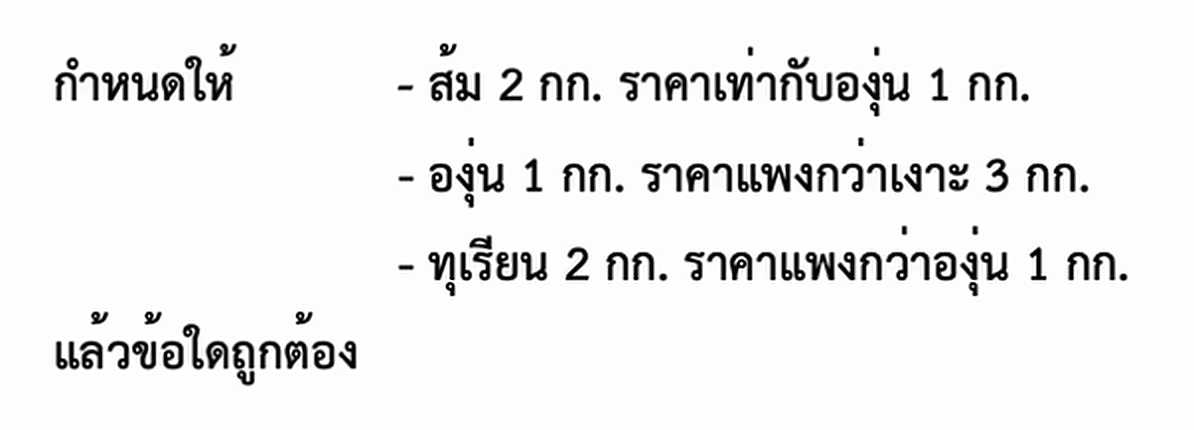 กำหนดให้ - ส้ม 2 กก. ราคาเท่ากับองุ่น 1 กก.
- องุ่น 1 กก. ราคาแพงกว่าเงาะ 3 กก.
- ทุเรียน 2 กก. ราคาแพงกว่าองุ่น 1 กก.
แล้วข้อใดถูกต้อง